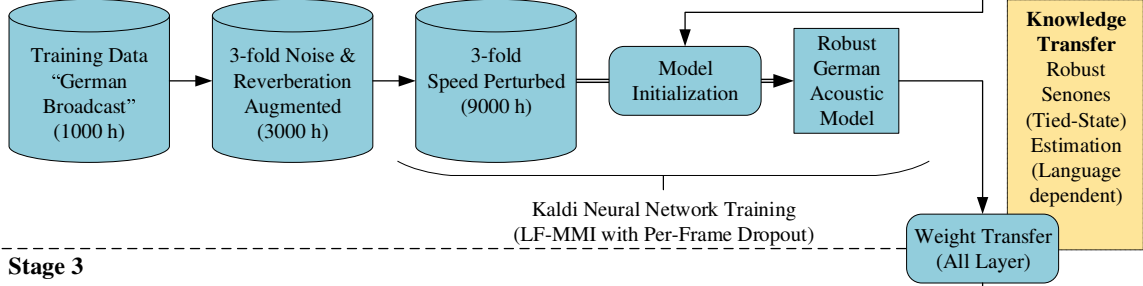 Training Data
“German
Broadcast”
(1000 h)
3-fold Noise &
Reverberation
Augmented
(3000 h)
3-fold
Speed Perturbed
(9000 h)
Model
Initialization
Robust
German
Acoustic
Model
Knowledge
Transfer
Robust
Senones
(Tied-State)
Estimation
(Language
dependent)
Kaldi Neural Network Training
(LF-MMI with Per-Frame Dropout)
Weight Transfer
(All Layer)
Stage 3